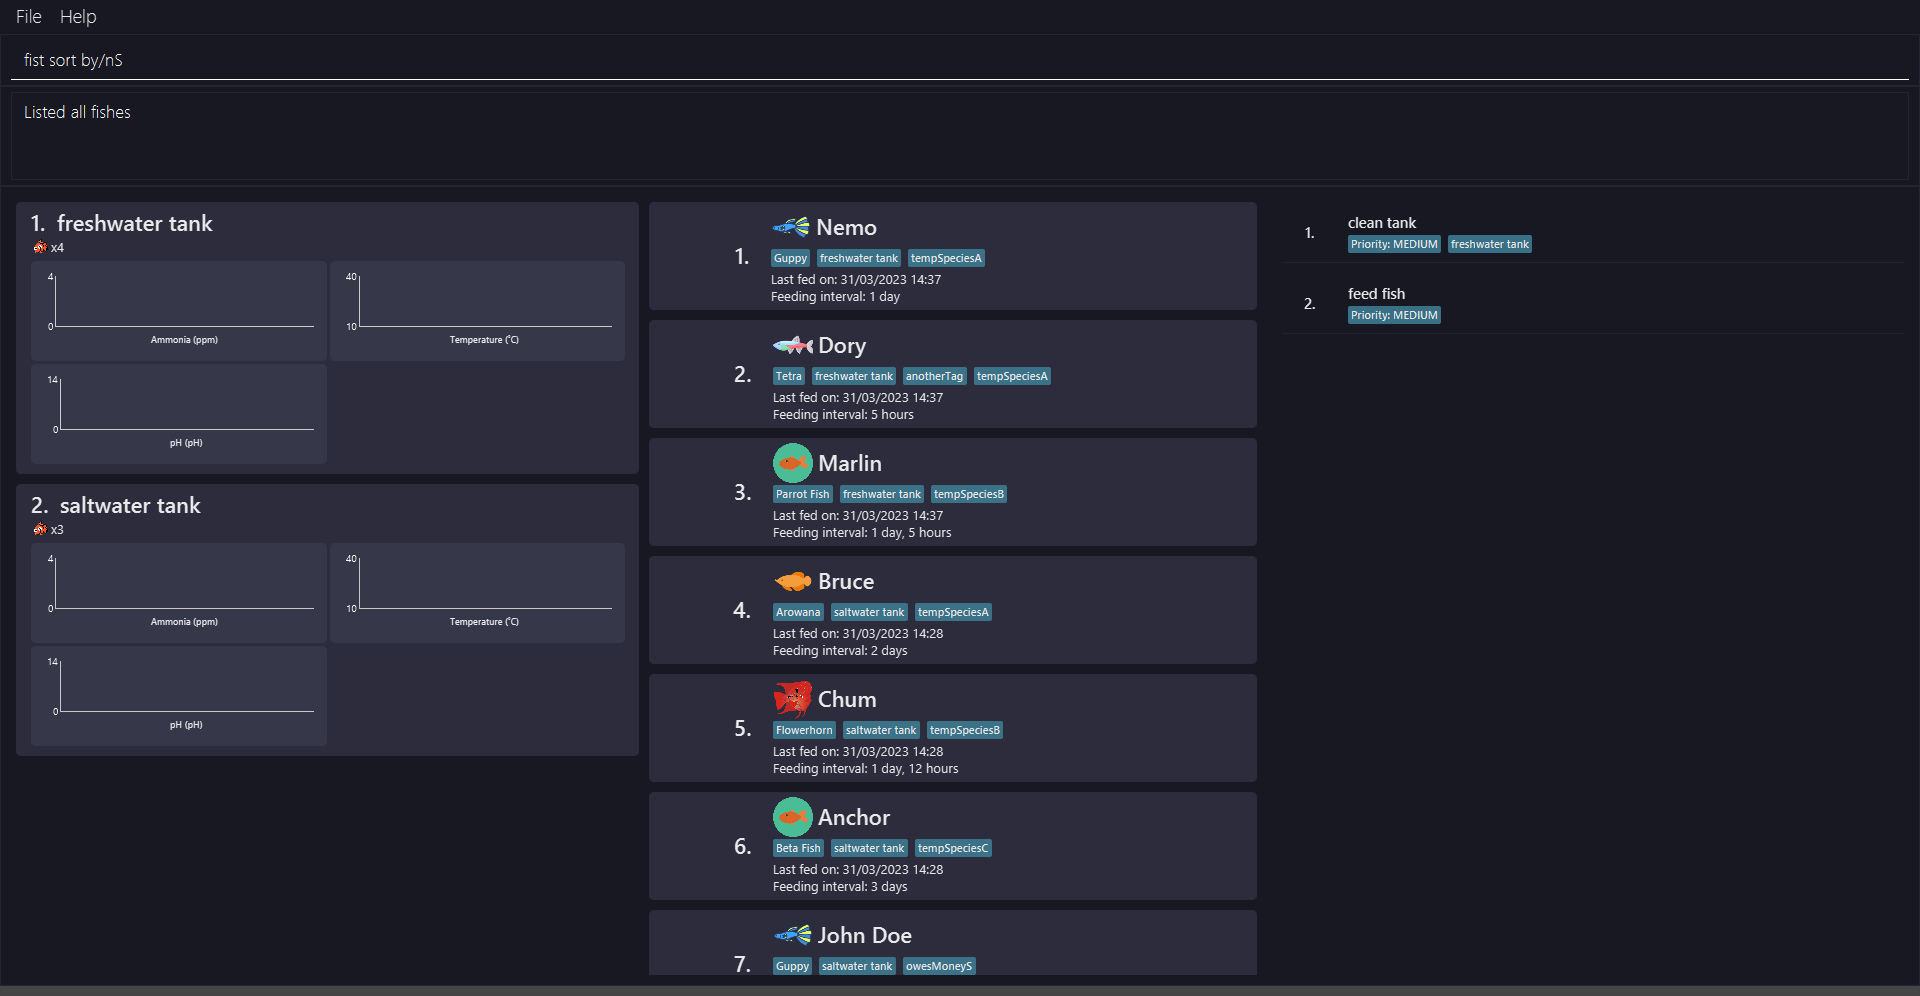 File Help
fist sort by/nS
Listed all fishes
1. freshwater tank
x4
4
0
Ammonia (ppm)
40
10
Temperature (°C)
14
0
pH (pH)
2. saltwater tank
x3
4
0
Ammonia (ppm)
40
10
Temperature (°C)
14
0
pH (pH)
1. Nemo
Guppy freshwater tank tempSpeciesA
Last fed on: 31/03/2023 14:37
Feeding interval: 1 day
2. Dory
Tetra freshwater tank anotherTag tempSpeciesA
Last fed on: 31/03/2023 14:37
Feeding interval: 5 hours
3. Marlin
Parrot Fish freshwater tank tempSpeciesB
Last fed on: 31/03/2023 14:37
Feeding interval: 1 day, 5 hours
4. Bruce
Arowana saltwater tank tempSpeciesA
Last fed on: 31/03/2023 14:28
Feeding interval: 2 days
5. Chum
Flowerhorn saltwater tank tempSpeciesB
Last fed on: 31/03/2023 14:28
Feeding interval: 1 day, 12 hours
6. Anchor
Beta Fish saltwater tank tempSpeciesC
Last fed on: 31/03/2023 14:28
Feeding interval: 3 days
7. John Doe
Guppy saltwater tank owesMoneyS
1. clean tank
Priority: MEDIUM freshwater tank
2. feed fish
Priority: MEDIUM